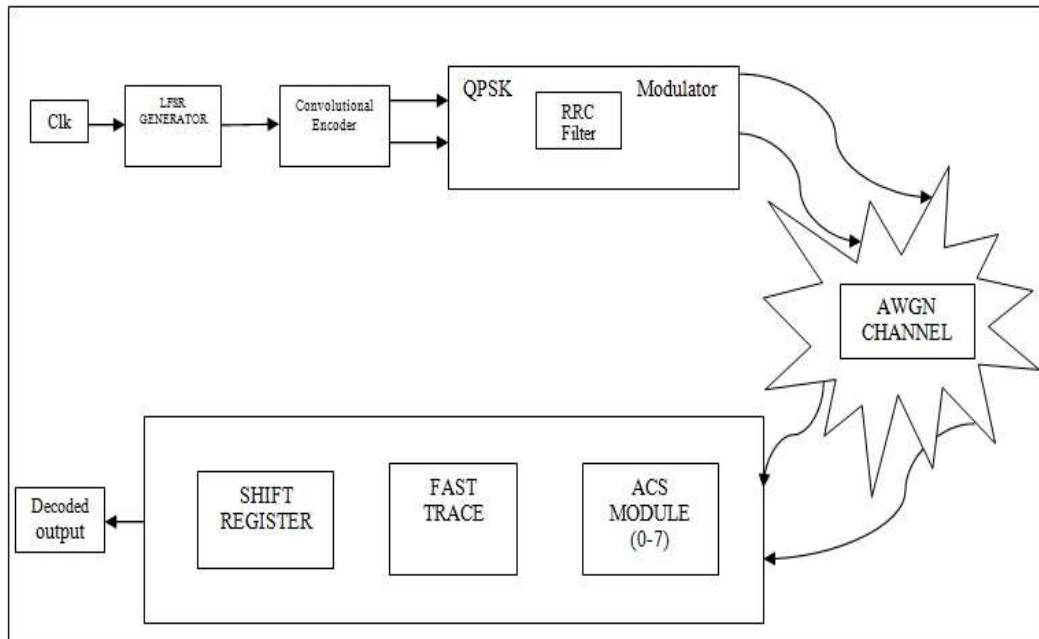 QPSK Modulator
Clk
LFSR
GENERATOR
Convolutional
Encoder
RRC
Filter
AWGN
CHANNEL
ACS
MODULE
(0-7)
FAST
TRACE
SHIFT
REGISTER
Decoded
output